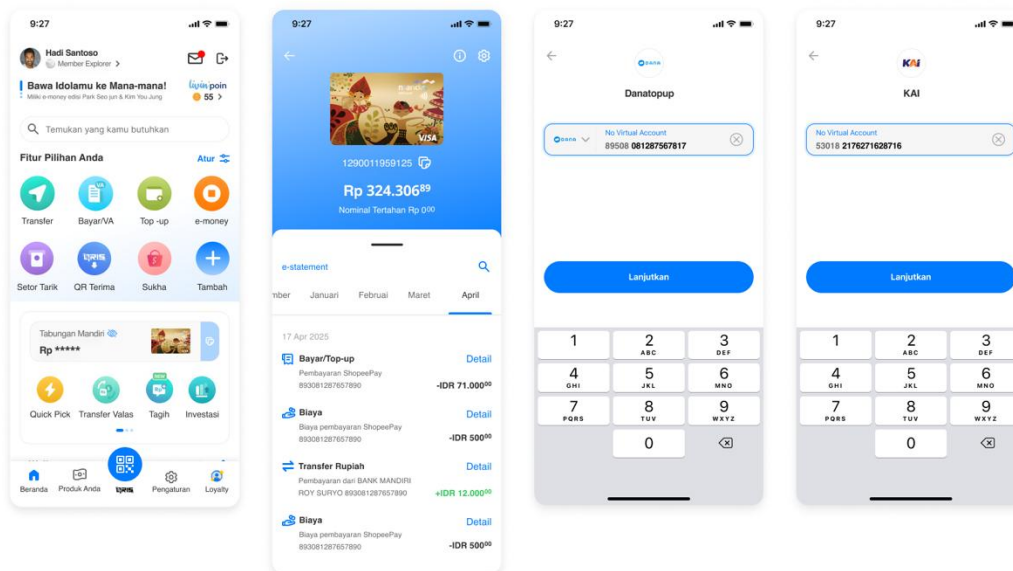 9:27
Hadi Santoso
Member Explorer >
Bawa Idolamu ke Mana-mana!
Miliki e-money edisi Park Seo jun & Kim You Jung
livin'poin
55 >
Temukan yang kamu butuhkan
Fitur Pilihan Anda
Atur
Transfer
Bayar/VA
Top -up
e-money
QRIS
Setor Tarik
QR Terima
Sukha
Tambah
Tabungan Mandiri
Rp *****
NEW
Quick Pick
Transfer Valas
Tagih
Investasi
Beranda
Produk Anda
QRIS
Pengaturan
Loyalty
9:27
VISA
1290011959125
Rp 324.30689
Nominal Tertahan Rp 000
e-statement
mber
Januari
Februai
Maret
April
17 Apr 2025
Bayar/Top-up
Detail
Pembayaran ShopeePay
893081287657890
-IDR 71.00000
Biaya
Detail
Biaya pembayaran ShopeePay
893081287657890
-IDR 50000
Transfer Rupiah
Detail
Pembayaran dari BANK MANDIRI
ROY SURYO 893081287657890
+IDR 12.00000
Biaya
Detail
Biaya pembayaran ShopeePay
893081287657890
-IDR 50000
9:27
DANA
Danatopup
DANA
No Virtual Account
89508 081287567817
Lanjutkan
1
2
ABC
3
DEF
4
GHI
5
JKL
6
MNO
7
PQRS
8
TUV
9
WXYZ
0
9:27
KAI
KAI
No Virtual Account
53018 2176271628716
Lanjutkan
1
2
ABC
3
DEF
4
GHI
5
JKL
6
MNO
7
PQRS
8
TUV
9
WXYZ
0